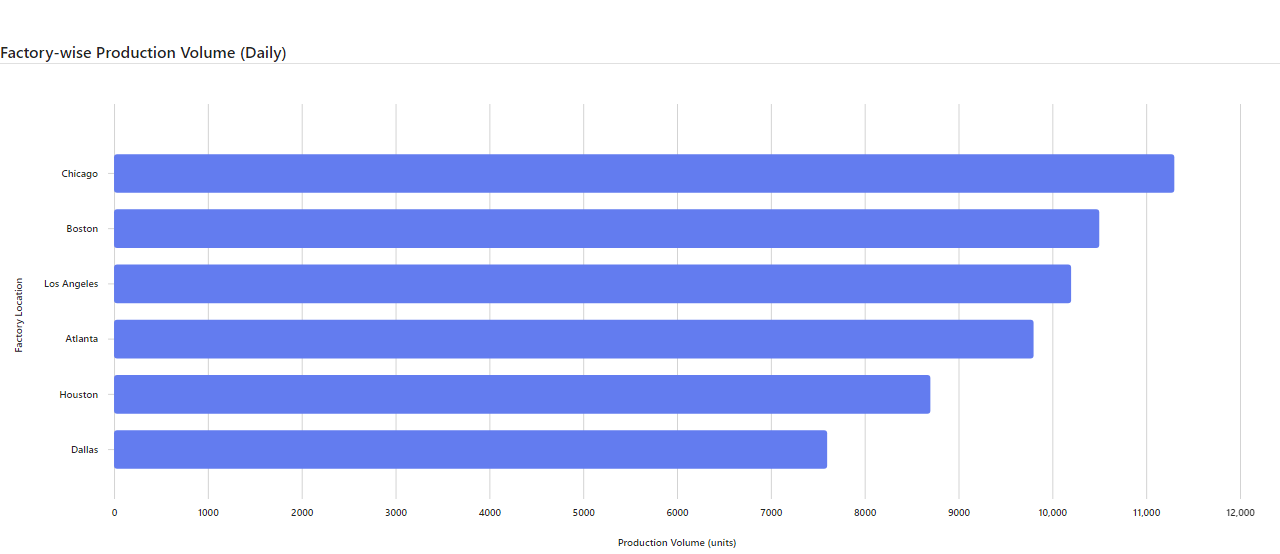 Factory-wise Production Volume (Daily)
Factory Location
Chicago
Boston
Los Angeles
Atlanta
Houston
Dallas
0 1000 2000 3000 4000 5000 6000 7000 8000 9000 10,000 11,000 12,000
Production Volume (units)